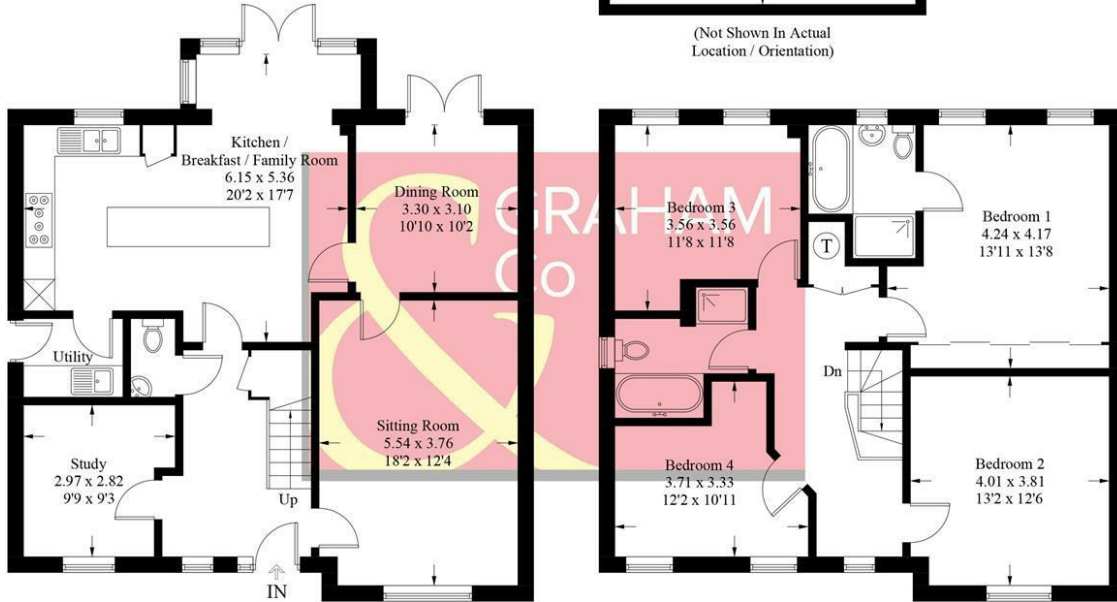 (Not Shown In Actual
Location / Orientation)
Kitchen /
Breakfast / Family Room
6.15 x 5.36
20'2 x 17'7
Dining Room
3.30 x 3.10
10'10 x 10'2
GRAHAM
Co
&
Utility
Study
2.97 x 2.82
9'9 x 9'3
Up
IN
Sitting Room
5.54 x 3.76
18'2 x 12'4
Bedroom 3
3.56 x 3.56
11'8 x 11'8
T
Bedroom 1
4.24 x 4.17
13'11 x 13'8
Dn
Bedroom 4
3.71 x 3.33
12'2 x 10'11
Bedroom 2
4.01 x 3.81
13'2 x 12'6